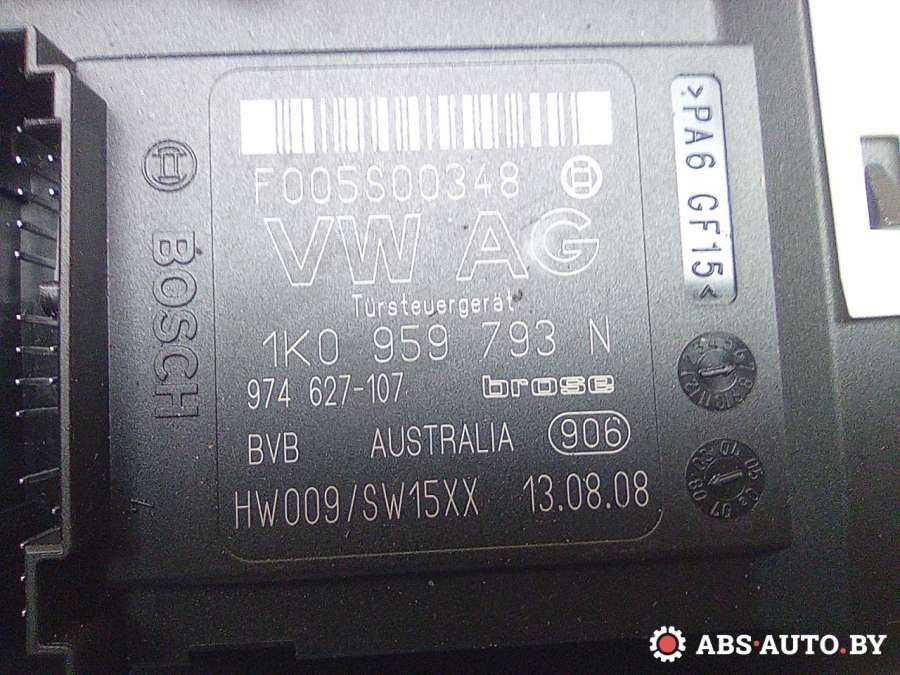 F005S00348
VW AG
Türsteuergerät
1K0 959 793 N
974 627-107 brose
BVB AUSTRALIA 906
HW009/SW15XX 13.08.08
BOSCH
>PA6 GF15<
ABS-AUTO.BY